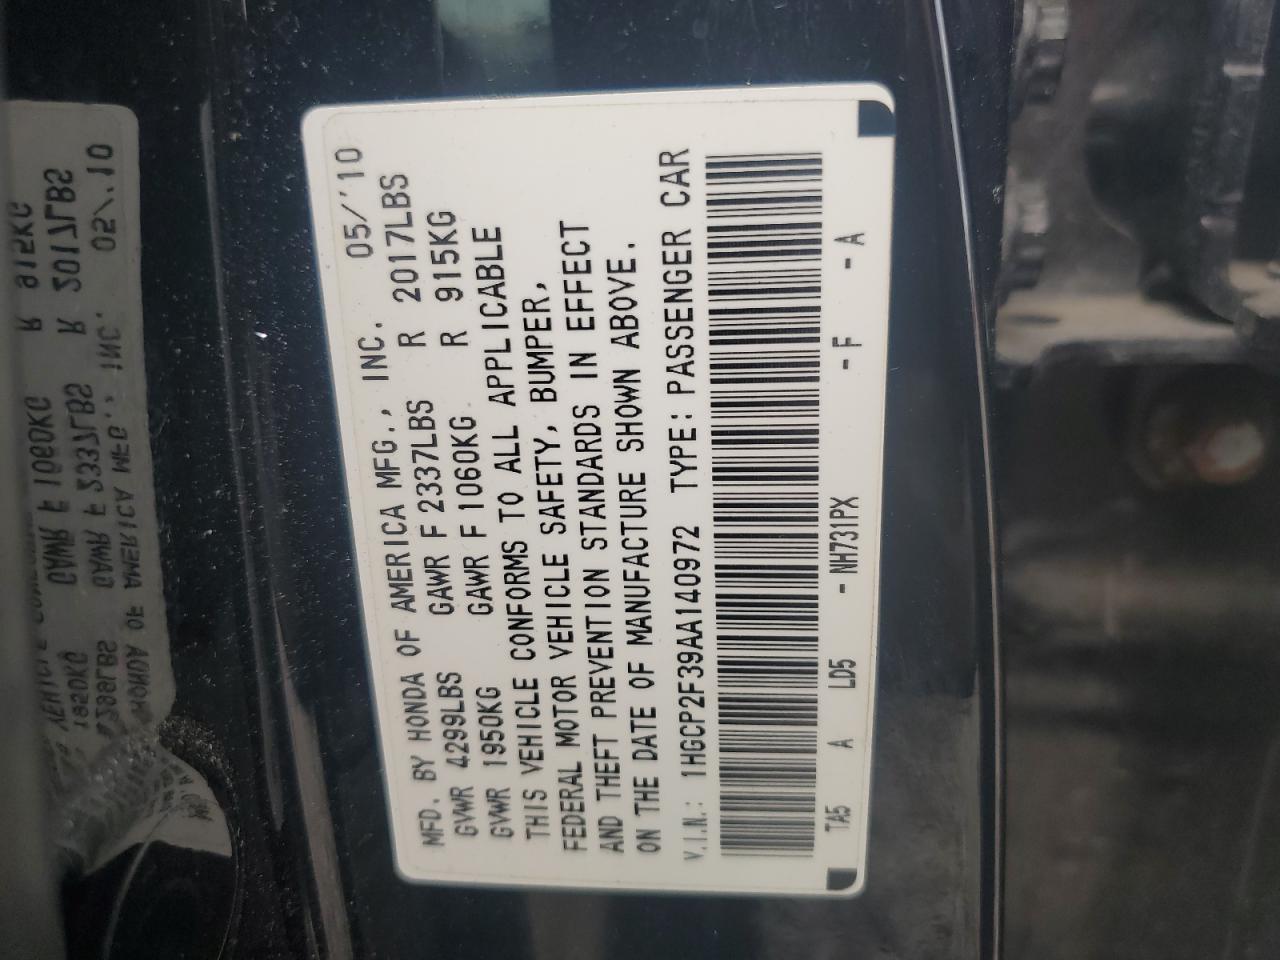 MFD. BY HONDA OF AMERICA MFG., INC. 05/'10
GVWR 4299LBS GAWR F 2337LBS R 2017LBS
GVWR 1950KG GAWR F 1060KG R 915KG
THIS VEHICLE CONFORMS TO ALL APPLICABLE
FEDERAL MOTOR VEHICLE SAFETY, BUMPER,
AND THEFT PREVENTION STANDARDS IN EFFECT
ON THE DATE OF MANUFACTURE SHOWN ABOVE.
V.I.N.: 1HGCP2F39AA140972 TYPE: PASSENGER CAR
TA5 A LD5 - NH731PX - F - A